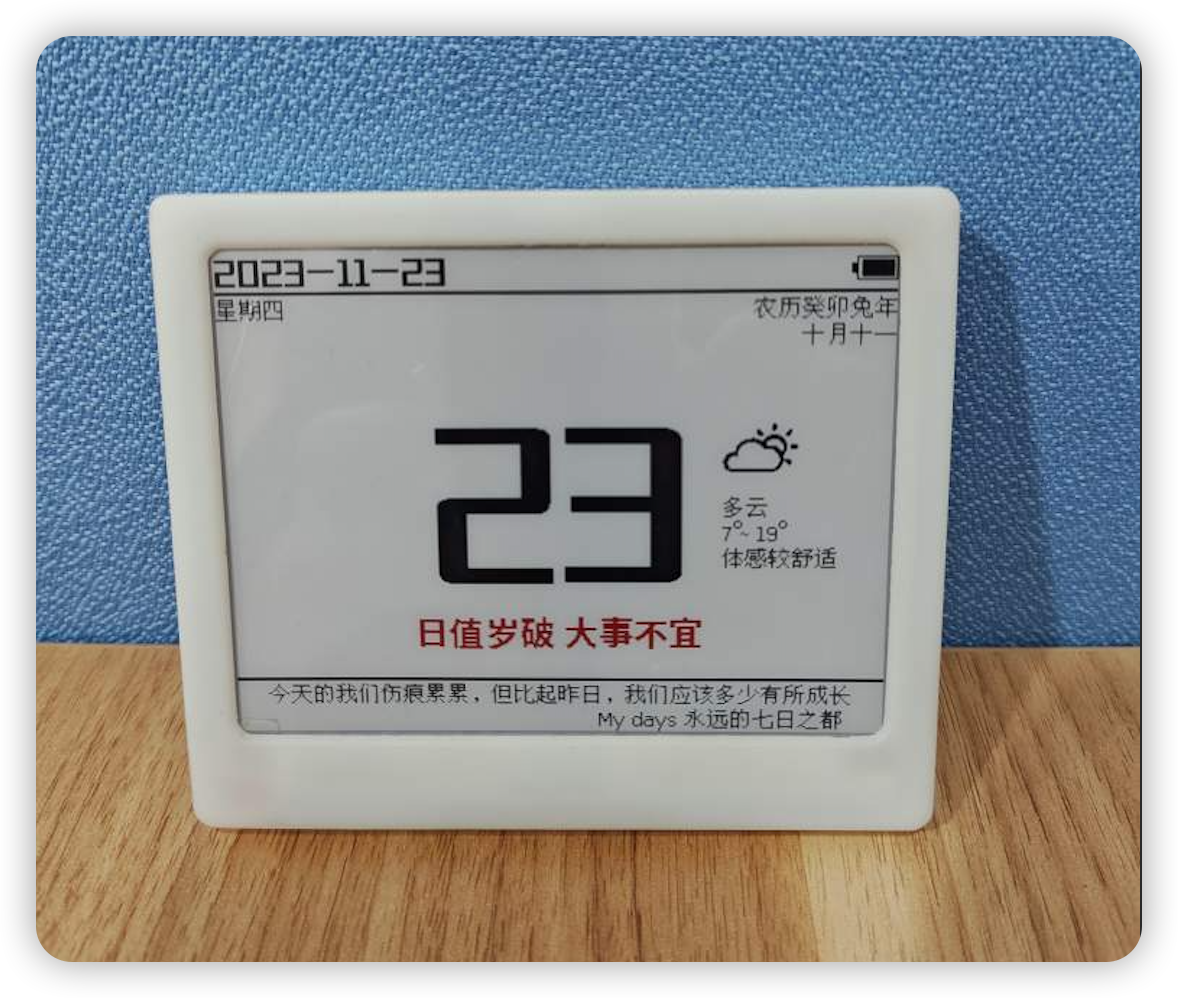 2023-11-23
星期四
农历癸卯兔年
十月十一
23
多云
7°~19°
体感较舒适
日值岁破 大事不宜
今天的我们伤痕累累，但比起昨日，我们应该多少有所成长
My days 永远的七日之都